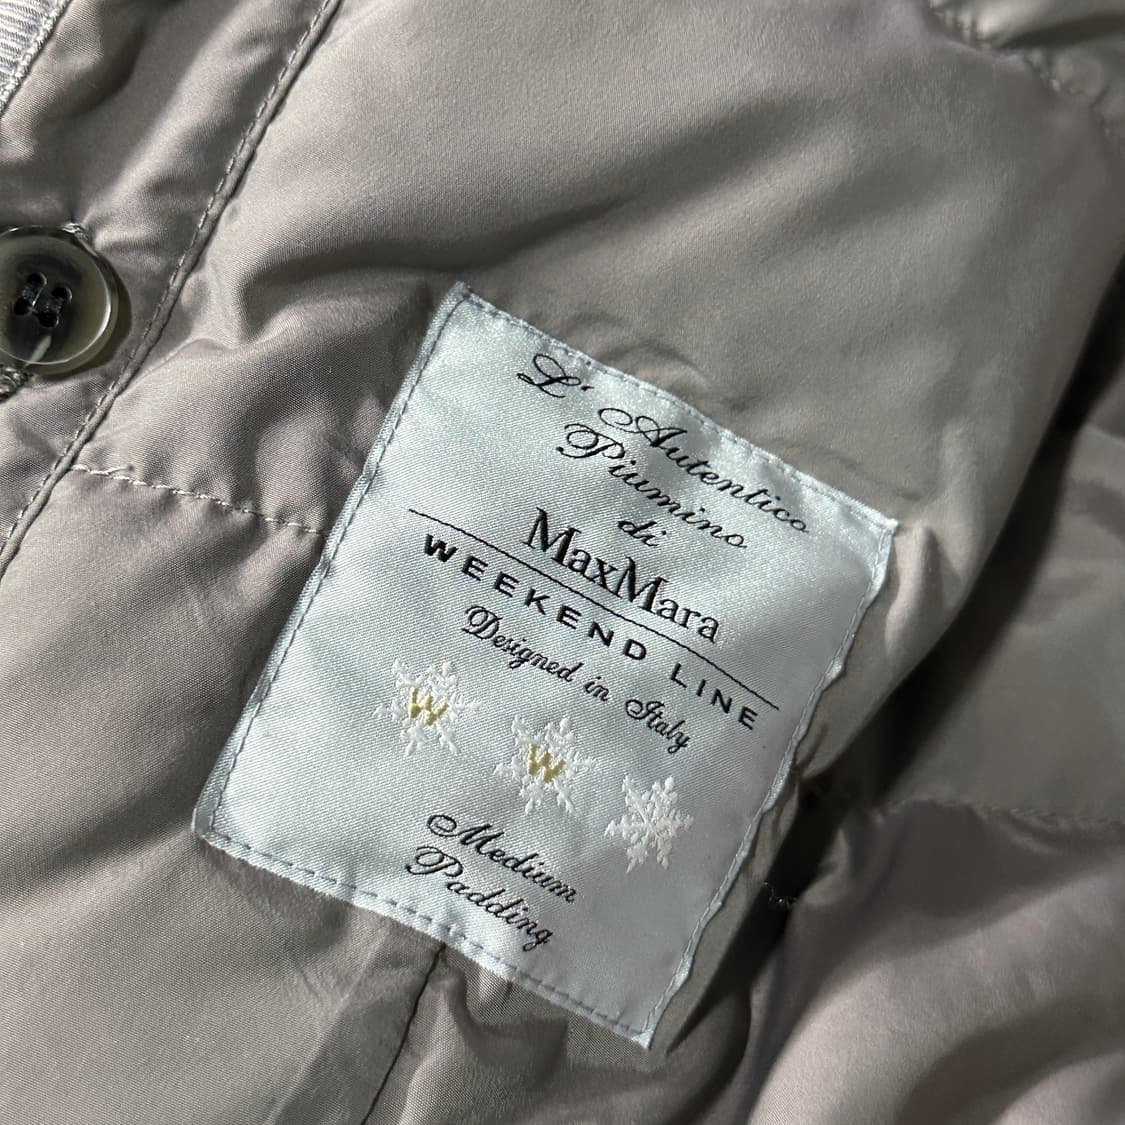 L' Autentico
Piumino
di
MaxMara
WEEKEND LINE
Designed in Italy
W W
Medium
Padding